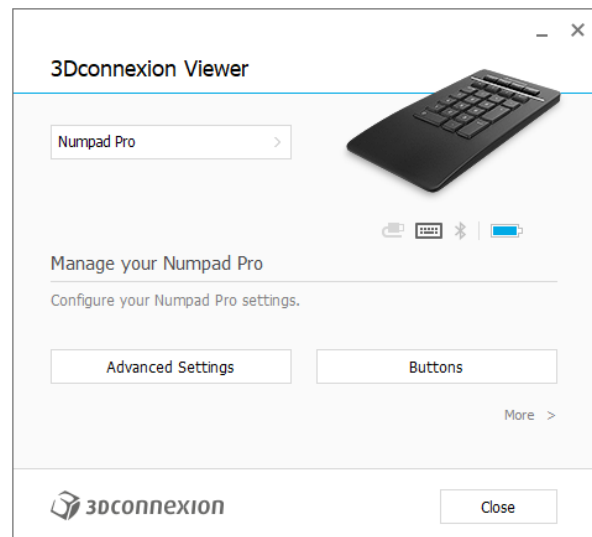 3Dconnexion Viewer
Numpad Pro >
Manage your Numpad Pro
Configure your Numpad Pro settings.
Advanced Settings
Buttons
More >
3Dconnexion
Close